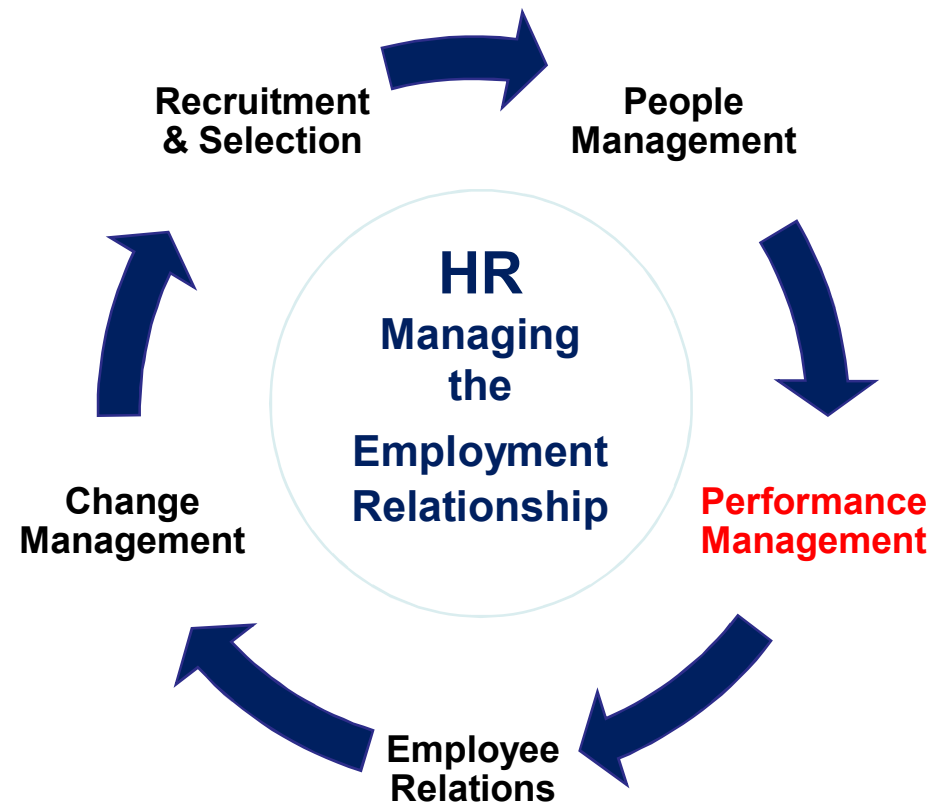 Recruitment
& Selection
People
Management
HR
Managing
the
Employment
Relationship
Performance
Management
Employee
Relations
Change
Management